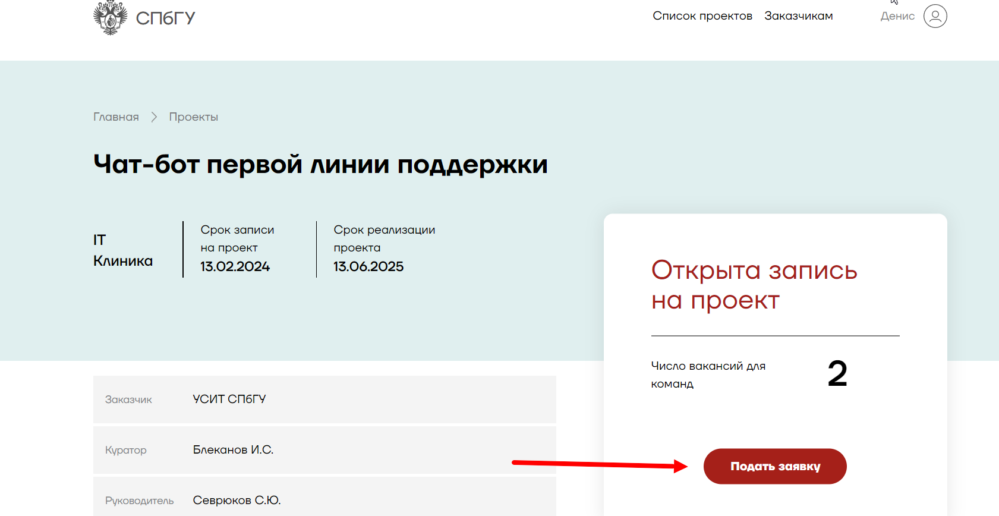 СПбГУ
Список проектов Заказчикам Денис
Главная Проекты
Чат-бот первой линии поддержки
IT
Клиника
Срок записи
на проект
13.02.2024
Срок реализации
проекта
13.06.2025
Открыта запись
на проект
Число вакансий для
команд
2
Подать заявку
Заказчик УСИТ СПбГУ
Куратор Блеканов И.С.
Руководитель Севрюков С.Ю.